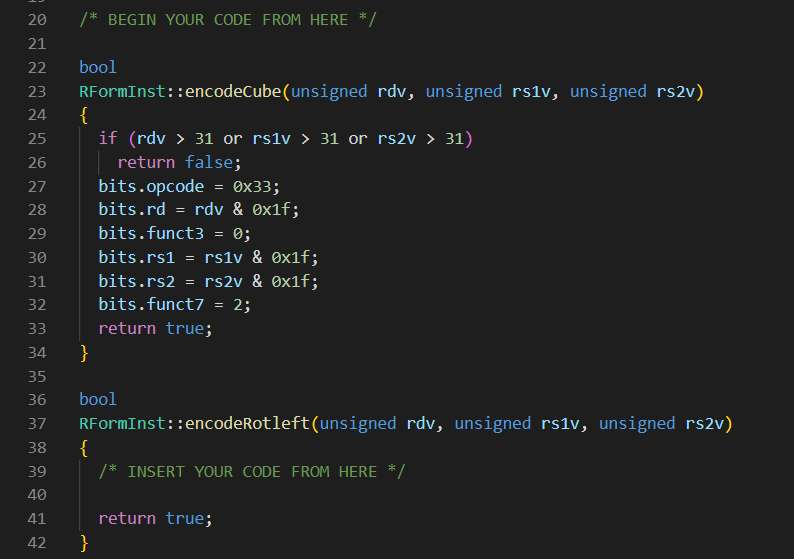 20 /* BEGIN YOUR CODE FROM HERE */
21
22 bool
23 RFormInst::encodeCube(unsigned rdv, unsigned rs1v, unsigned rs2v)
24 {
25 if (rdv > 31 or rs1v > 31 or rs2v > 31)
26 return false;
27 bits.opcode = 0x33;
28 bits.rd = rdv & 0x1f;
29 bits.funct3 = 0;
30 bits.rs1 = rs1v & 0x1f;
31 bits.rs2 = rs2v & 0x1f;
32 bits.funct7 = 2;
33 return true;
34 }
35
36 bool
37 RFormInst::encodeRotleft(unsigned rdv, unsigned rs1v, unsigned rs2v)
38 {
39 /* INSERT YOUR CODE FROM HERE */
40
41 return true;
42 }